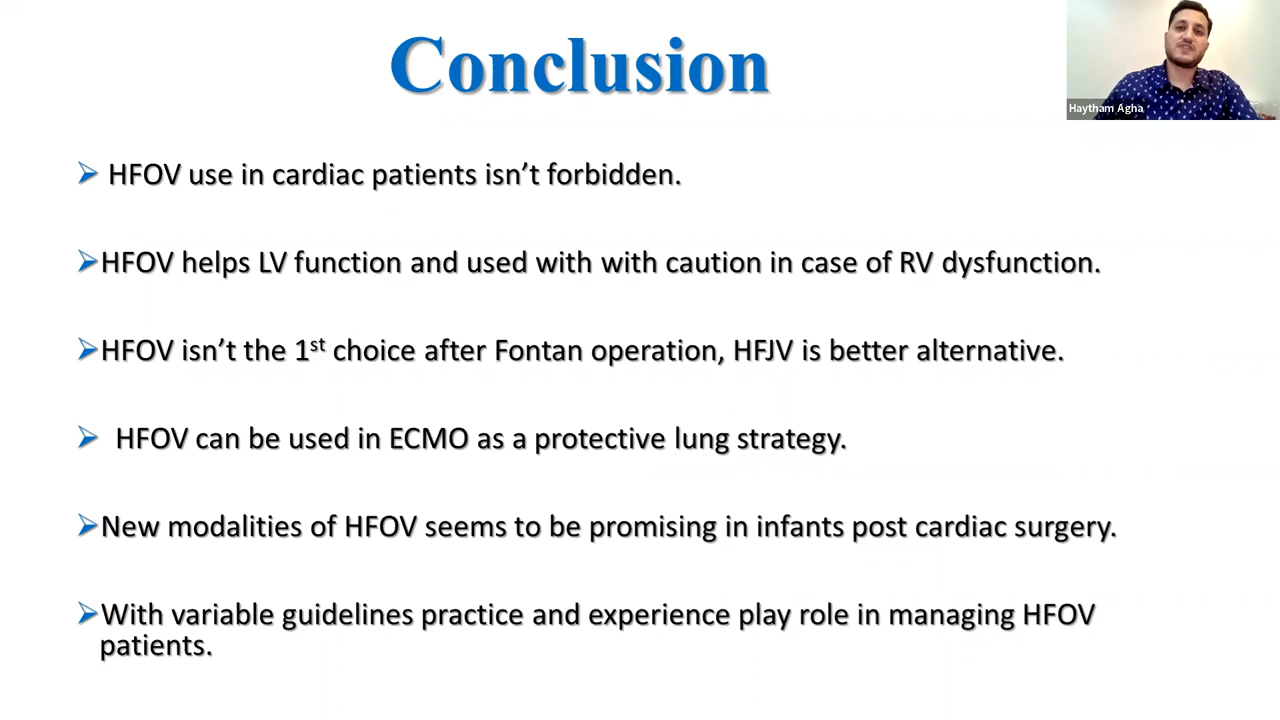 Conclusion
Haytham Agha
HFOV use in cardiac patients isn’t forbidden.
HFOV helps LV function and used with with caution in case of RV dysfunction.
HFOV isn’t the 1st choice after Fontan operation, HFJV is better alternative.
HFOV can be used in ECMO as a protective lung strategy.
New modalities of HFOV seems to be promising in infants post cardiac surgery.
With variable guidelines practice and experience play role in managing HFOV
patients.